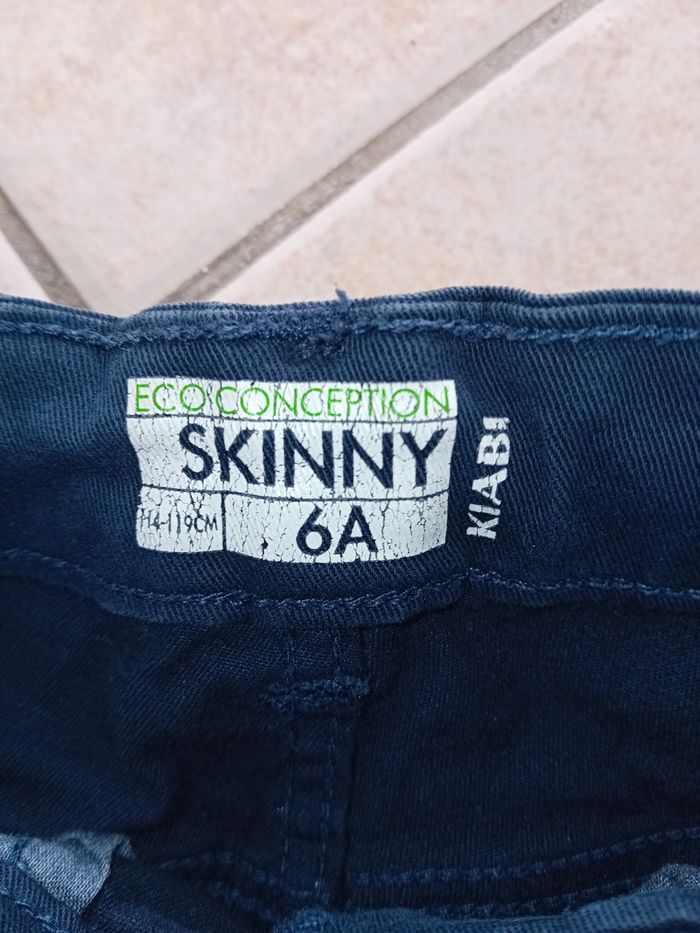 ECO CONCEPTION
SKINNY
114-119CM
6A
KIABI